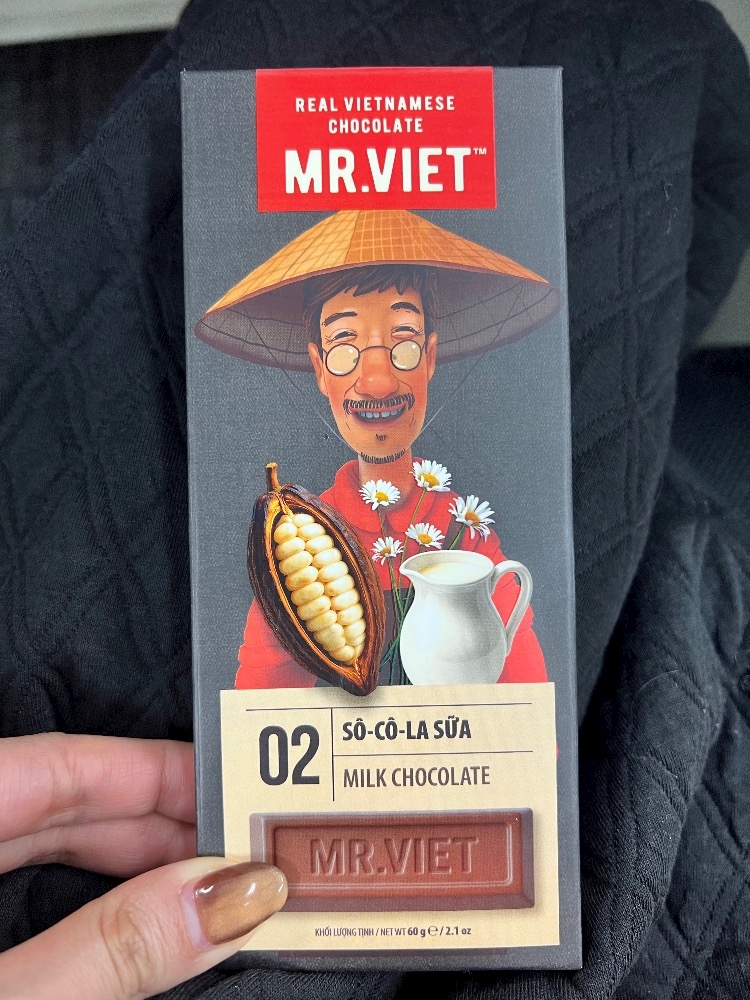 REAL VIETNAMESE
CHOCOLATE
MR.VIET™
02
SÔ-CÔ-LA SỮA
MILK CHOCOLATE
MR.VIET
KHỐI LƯỢNG TỊNH / NET WT 60 g ℮ / 2.1 oz